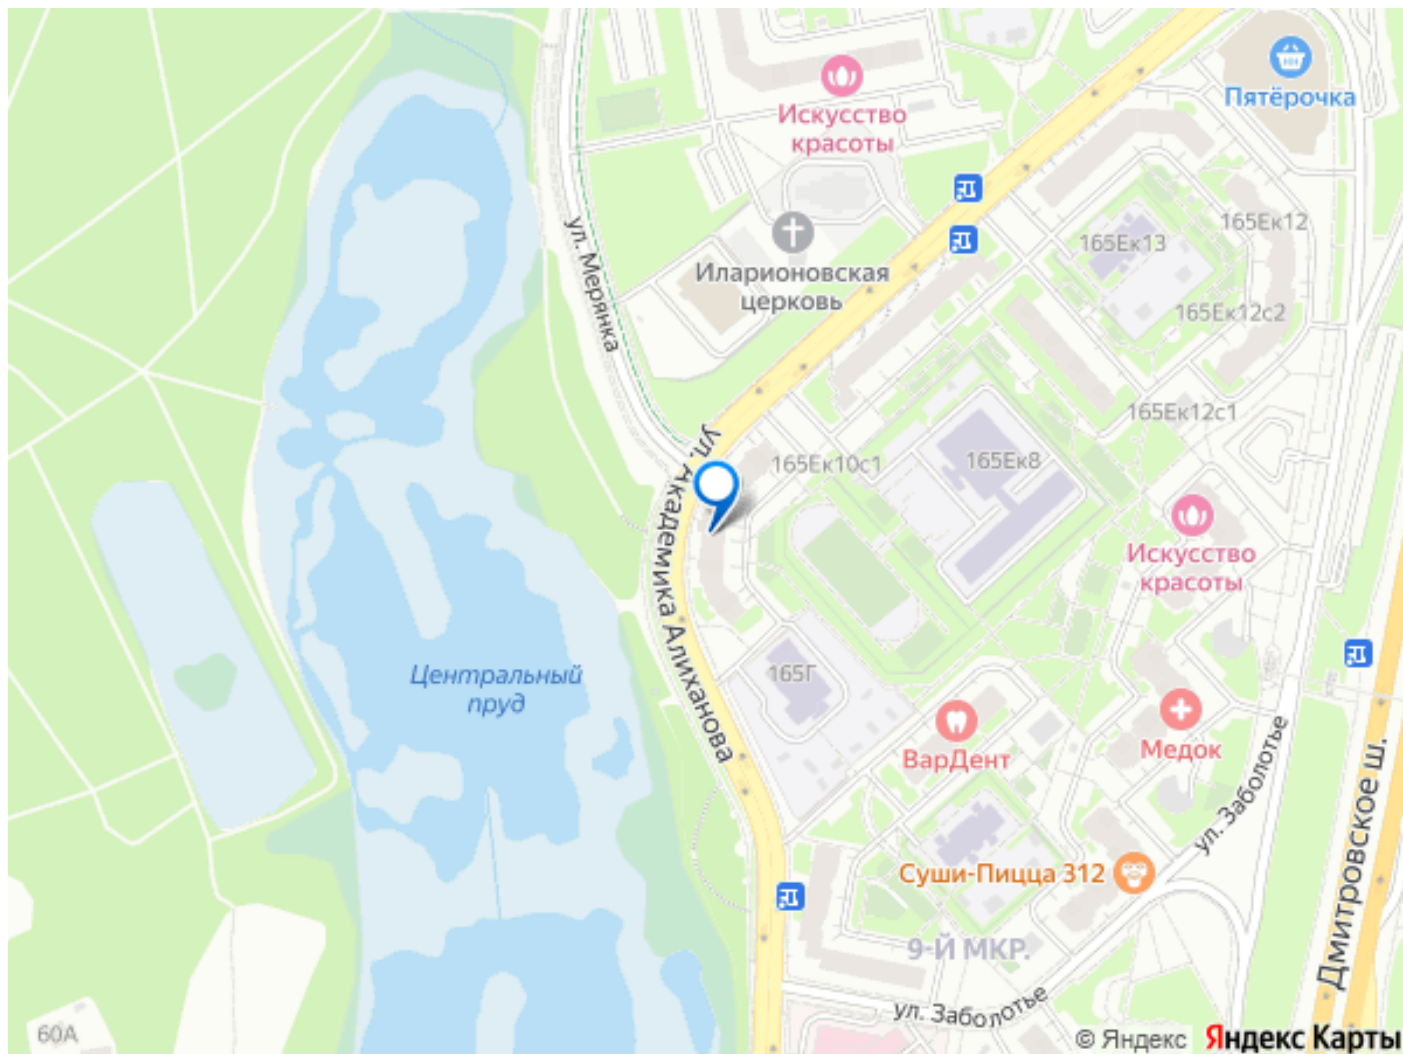 Пятёрочка
Искусство
красоты
165Ек12
165Ек13
ул. Мерянка
Иларионовская
церковь
165Ек12с2
165Ек12с1
ул. Академика Алиханова
165Ек10с1
165Ек8
Искусство
красоты
Центральный
пруд
165Г
ВарДент
Медок
ул. Заболотье
Дмитровское ш.
Суши-Пицца 312
9-Й МКР.
ул. Заболотье
60А
© Яндекс Яндекс Карты